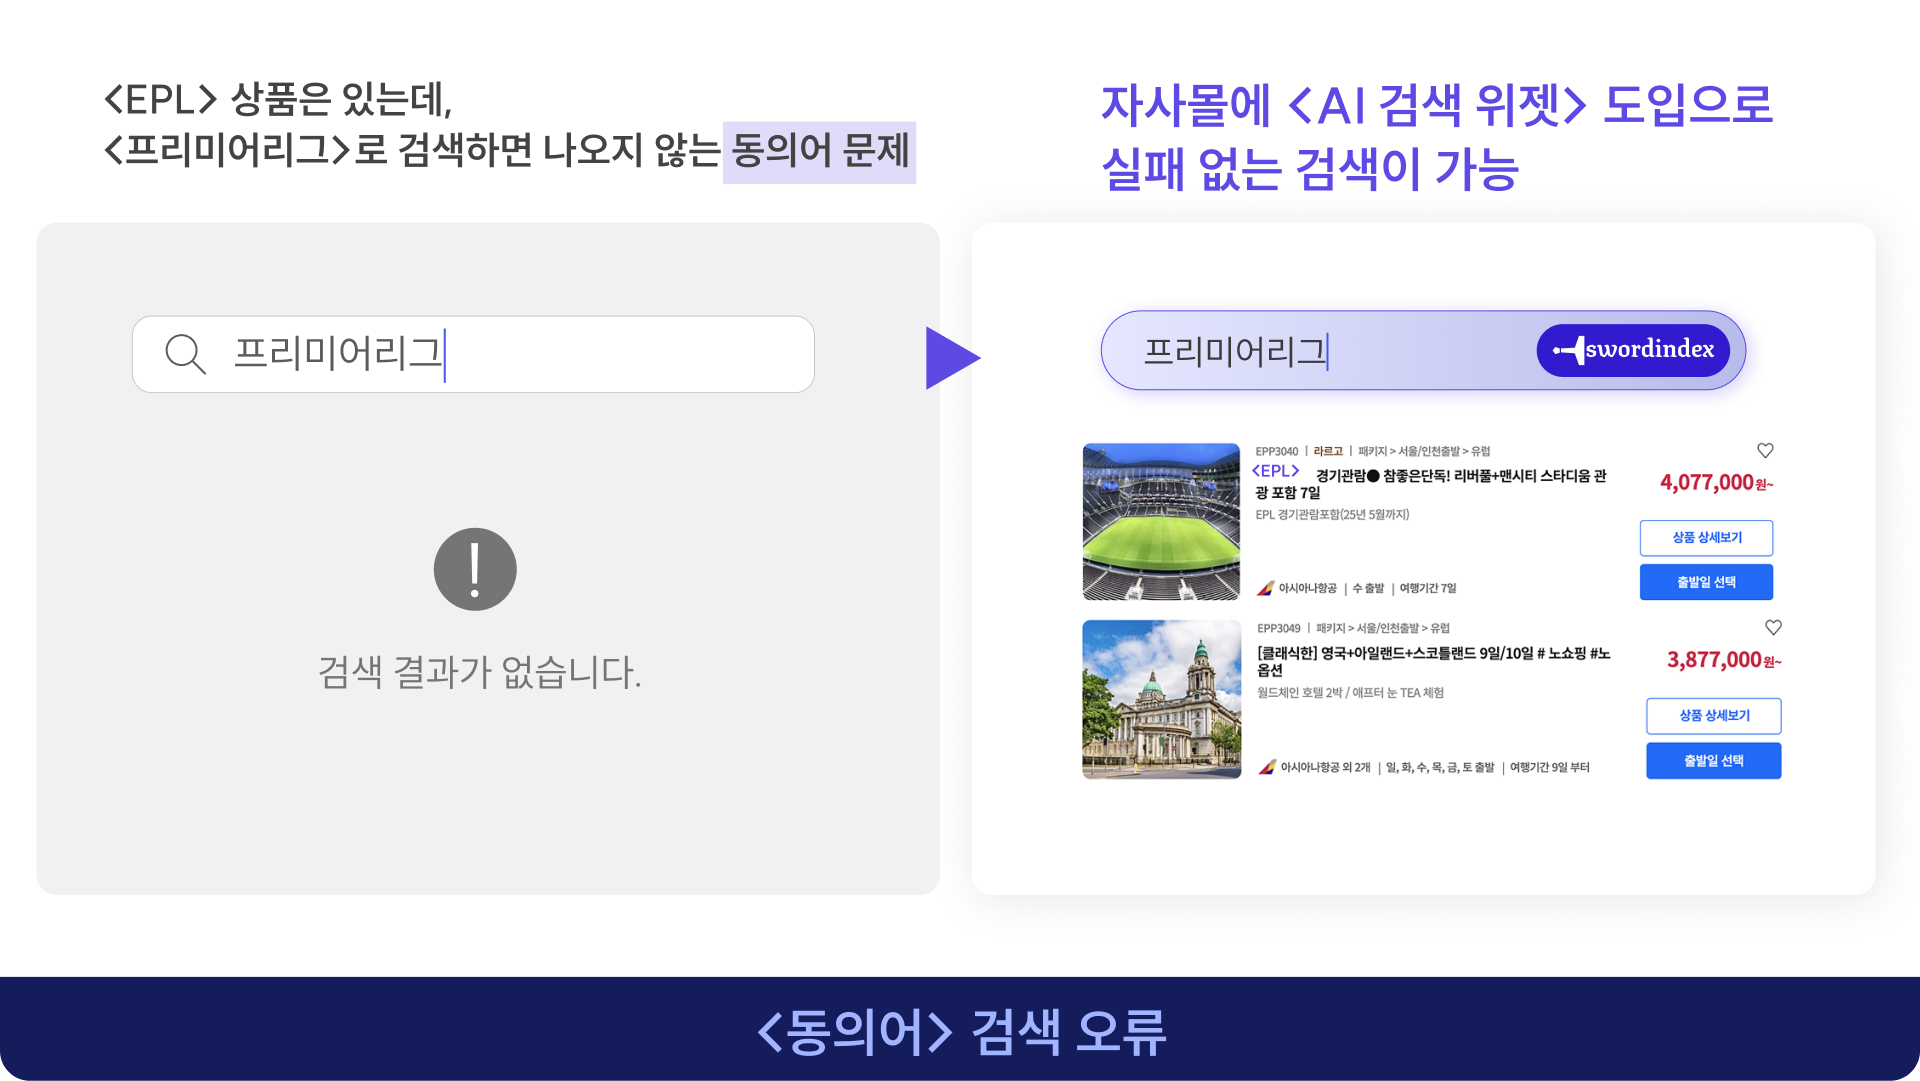 <EPL> 상품은 있는데,
<프리미어리그>로 검색하면 나오지 않는 동의어 문제
자사몰에 <AI 검색 위젯> 도입으로
실패 없는 검색이 가능
프리미어리그
검색 결과가 없습니다.
프리미어리그
swordindex
EPP3040 | 라르고 | 패키지 > 서울/인천출발 > 유럽
<EPL> 경기관람● 참좋은단독! 리버풀+맨시티 스타디움 관
광 포함 7일
EPL 경기관람포함(25년 5월까지)
아시아나항공 | 수 출발 | 여행기간 7일
4,077,000원~
상품 상세보기
출발일 선택
EPP3049 | 패키지 > 서울/인천출발 > 유럽
[클래식한] 영국+아일랜드+스코틀랜드 9일/10일 # 노쇼핑 #노
옵션
월드체인 호텔 2박 / 애프터 눈 TEA 체험
아시아나항공 외 2개 | 일, 화, 수, 목, 금, 토 출발 | 여행기간 9일 부터
3,877,000원~
상품 상세보기
출발일 선택
<동의어> 검색 오류